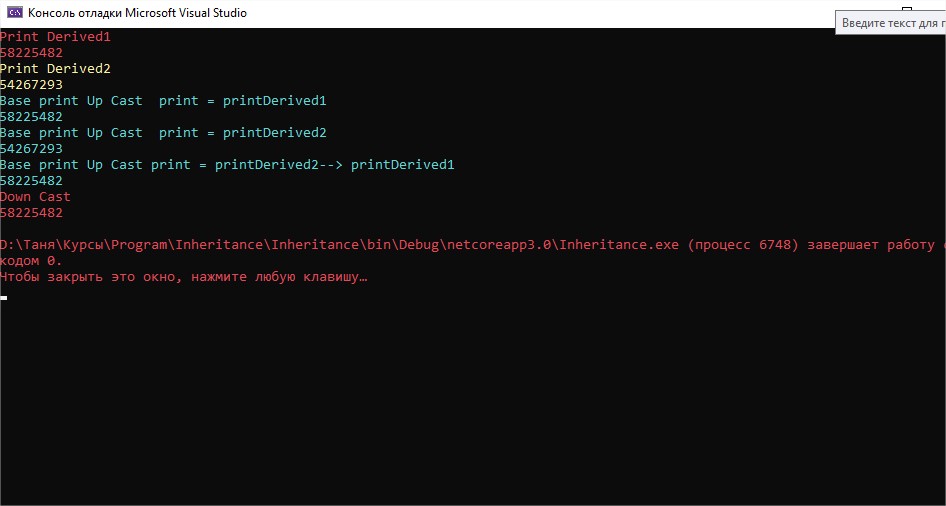 Консоль отладки Microsoft Visual Studio
Введите текст для
Print Derived1
58225482
Print Derived2
54267293
Base print Up Cast  print = printDerived1
58225482
Base print Up Cast  print = printDerived2
54267293
Base print Up Cast print = printDerived2--> printDerived1
58225482
Down Cast
58225482
D:\Таня\Курсы\Program\Inheritance\Inheritance\bin\Debug\netcoreapp3.0\Inheritance.exe (процесс 6748) завершает работу
кодом 0.
Чтобы закрыть это окно, нажмите любую клавишу…